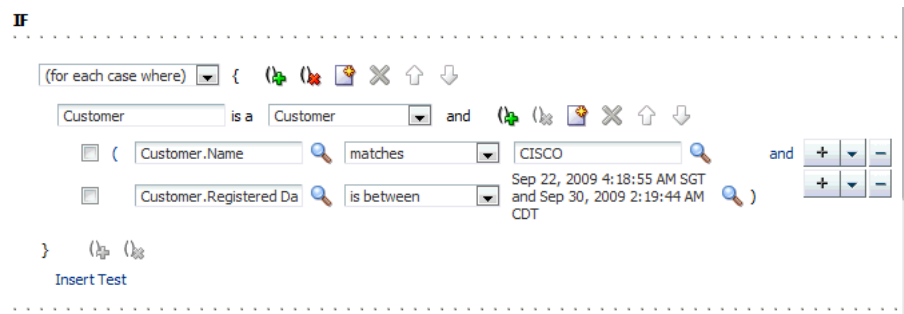 IF
(for each case where) {
Customer is a Customer and
( Customer.Name matches CISCO and
Customer.Registered Da is between Sep 22, 2009 4:18:55 AM SGT
and Sep 30, 2009 2:19:44 AM )
CDT
}
Insert Test